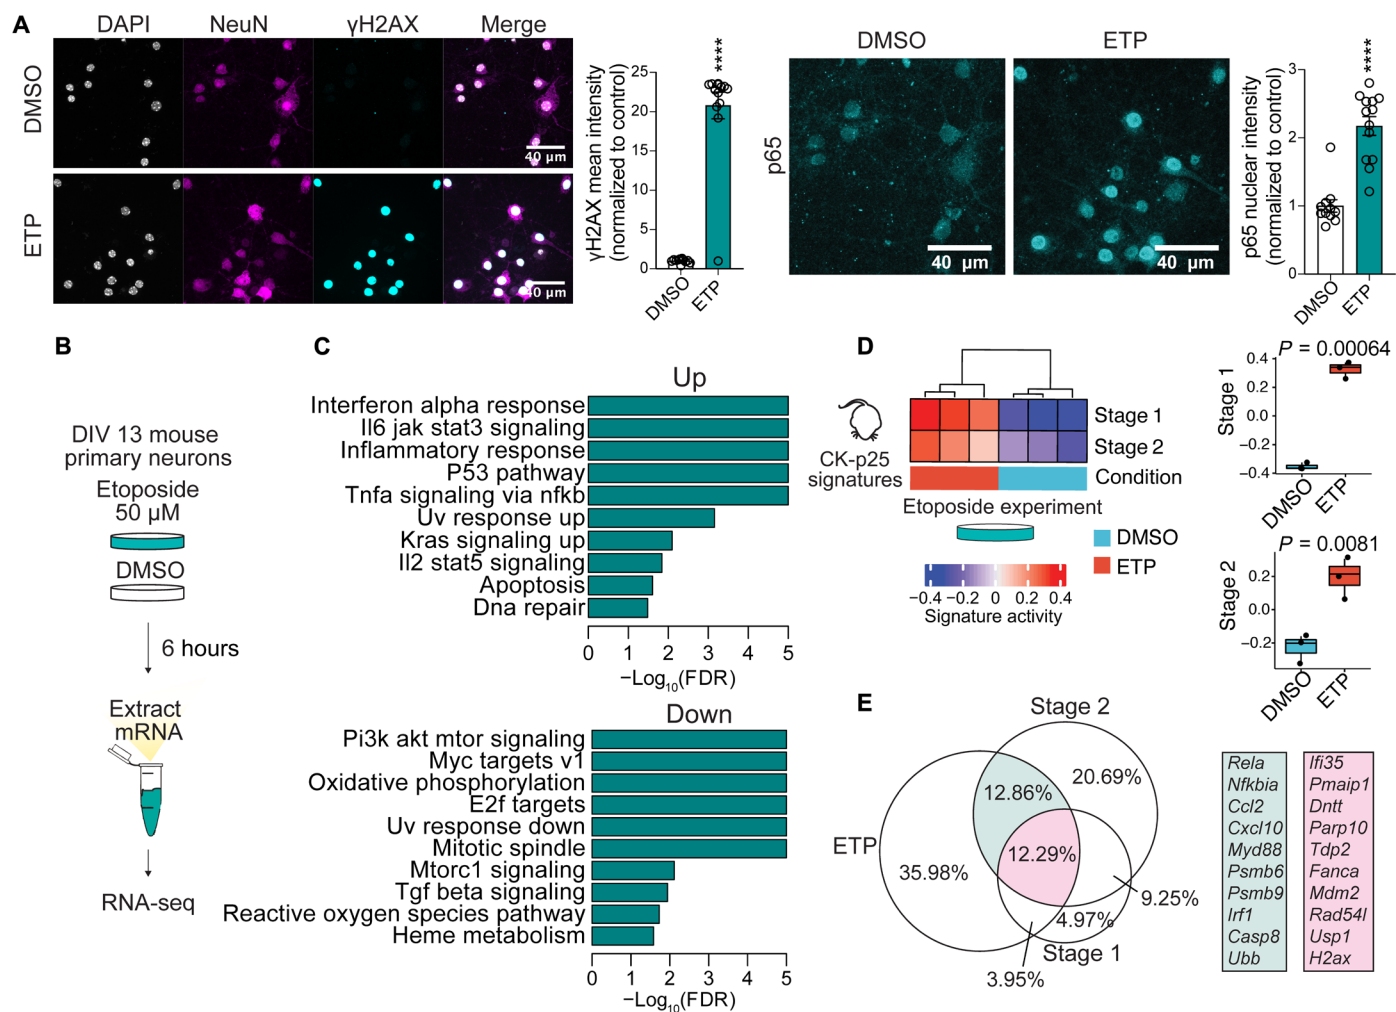 A
DAPI
NeuN
γH2AX
Merge
DMSO
40 μm
ETP
40 μm
γH2AX mean intensity
(normalized to control)
25
20
15
10
5
0
****
DMSO
ETP
DMSO
ETP
p65
40 μm
40 μm
p65 nuclear intensity
(normalized to control)
3
2
1
0
****
DMSO
ETP
B
DIV 13 mouse
primary neurons
Etoposide
50 μM
DMSO
6 hours
Extract
mRNA
RNA-seq
C
Up
Interferon alpha response
Il6 jak stat3 signaling
Inflammatory response
P53 pathway
Tnfa signaling via nfkb
Uv response up
Kras signaling up
Il2 stat5 signaling
Apoptosis
Dna repair
0 1 2 3 4 5
−Log10(FDR)
Down
Pi3k akt mtor signaling
Myc targets v1
Oxidative phosphorylation
E2f targets
Uv response down
Mitotic spindle
Mtorc1 signaling
Tgf beta signaling
Reactive oxygen species pathway
Heme metabolism
0 1 2 3 4 5
−Log10(FDR)
D
CK-p25
signatures
Stage 1
Stage 2
Condition
Etoposide experiment
DMSO
ETP
−0.4 −0.2 0 0.2 0.4
Signature activity
P = 0.00064
Stage 1
0.4
0.2
0.0
−0.2
−0.4
DMSO
ETP
P = 0.0081
Stage 2
0.2
0.0
−0.2
DMSO
ETP
E
Stage 2
20.69%
12.86%
ETP
12.29%
35.98%
9.25%
4.97%
Stage 1
3.95%
Rela
Nfkbia
Ccl2
Cxcl10
Myd88
Psmb6
Psmb9
Irf1
Casp8
Ubb
Ifi35
Pmaip1
Dntt
Parp10
Tdp2
Fanca
Mdm2
Rad54l
Usp1
H2ax